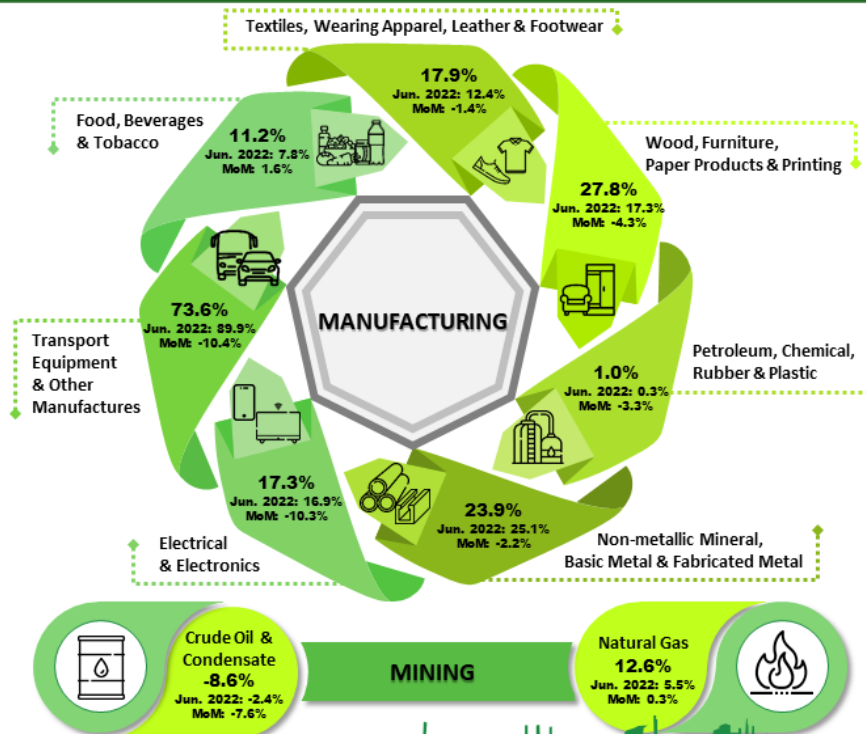 Textiles, Wearing Apparel, Leather & Footwear
17.9%
Jun. 2022: 12.4%
MoM: -1.4%
Food, Beverages
& Tobacco
11.2%
Jun. 2022: 7.8%
MoM: 1.6%
Wood, Furniture,
Paper Products & Printing
27.8%
Jun. 2022: 17.3%
MoM: -4.3%
MANUFACTURING
73.6%
Jun. 2022: 89.9%
MoM: -10.4%
Transport
Equipment
& Other
Manufactures
Petroleum, Chemical,
Rubber & Plastic
1.0%
Jun. 2022: 0.3%
MoM: -3.3%
17.3%
Jun. 2022: 16.9%
MoM: -10.3%
Electrical
& Electronics
23.9%
Jun. 2022: 25.1%
MoM: -2.2%
Non-metallic Mineral,
Basic Metal & Fabricated Metal
Crude Oil &
Condensate
-8.6%
Jun. 2022: -2.4%
MoM: -7.6%
MINING
Natural Gas
12.6%
Jun. 2022: 5.5%
MoM: 0.3%